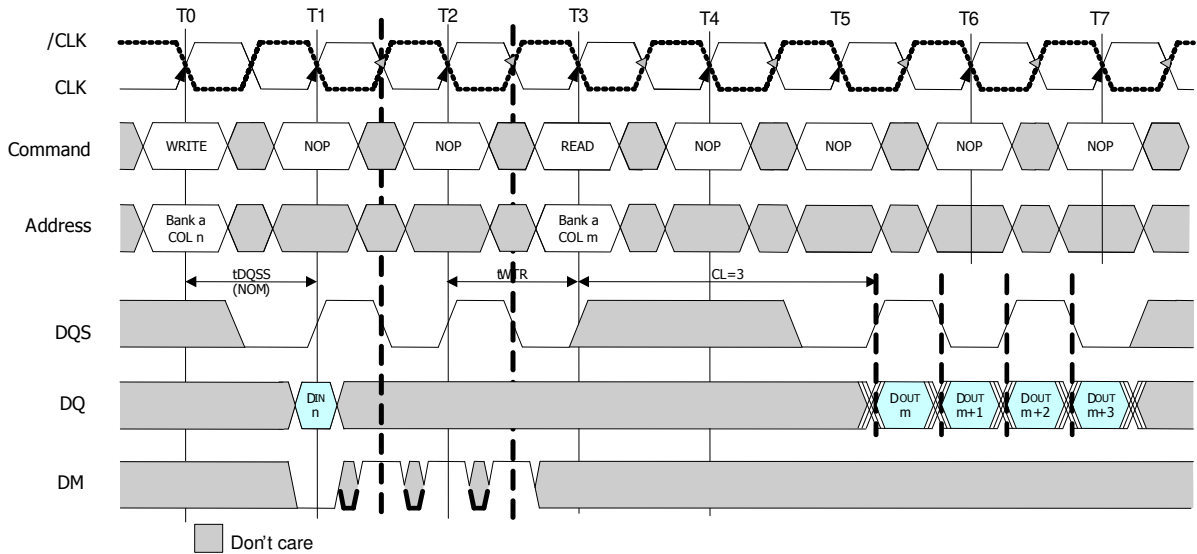 T0 T1 T2 T3 T4 T5 T6 T7
/CLK
CLK
Command WRITE NOP NOP READ NOP NOP NOP NOP
Address Bank a COL n Bank a COL m
tDQSS (NOM) tWTR CL=3
DQS
DQ DIN n DOUT m DOUT m+1 DOUT m+2 DOUT m+3
DM
Don't care